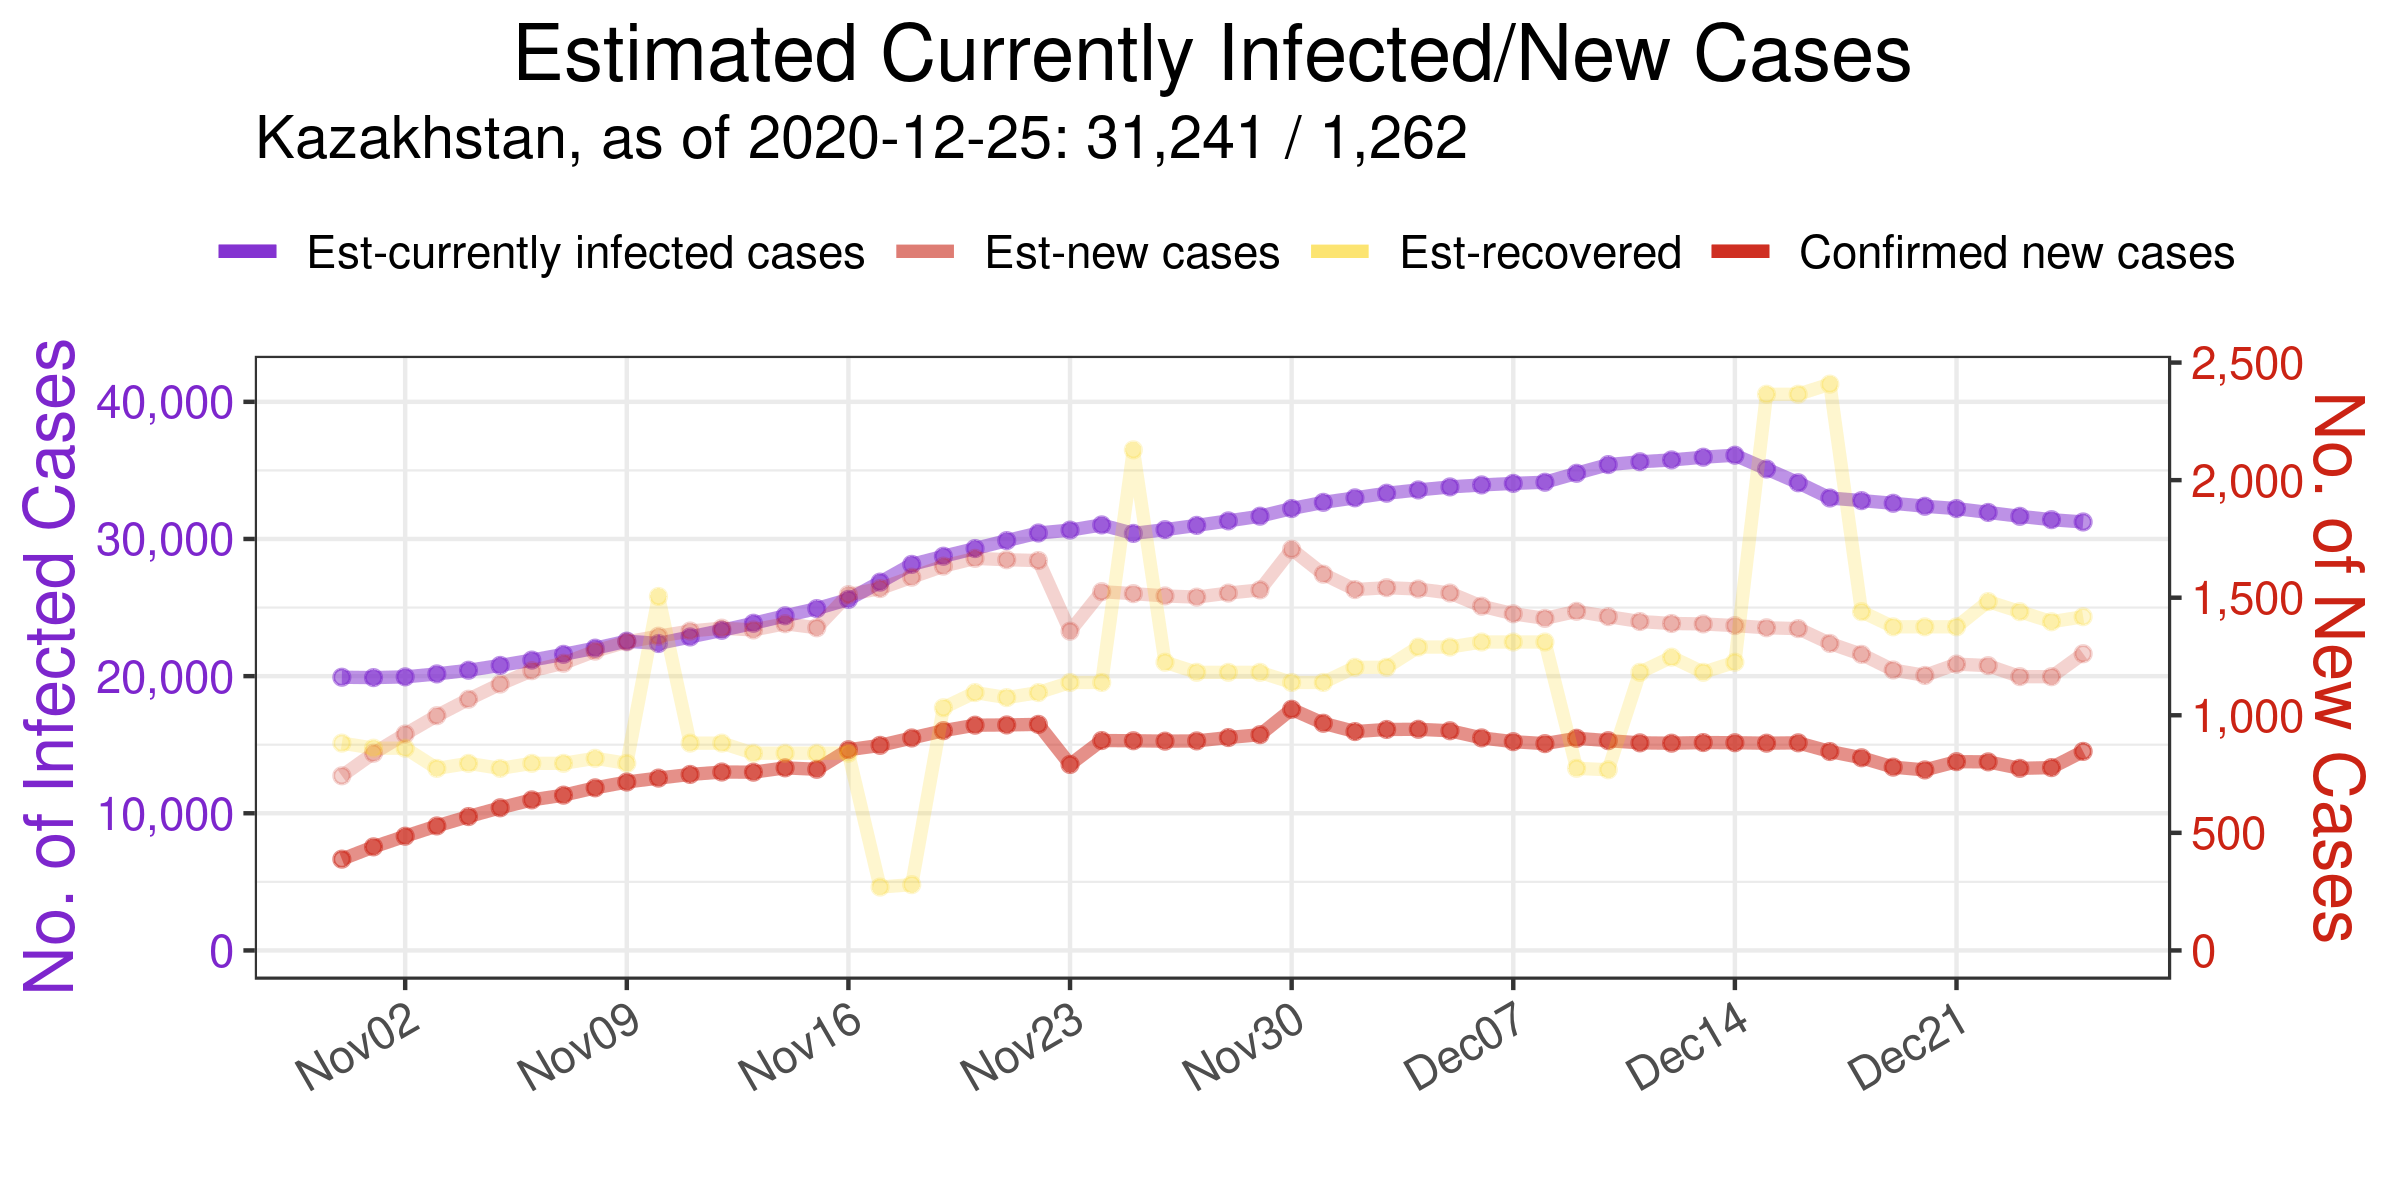 Estimated Currently Infected/New Cases
Kazakhstan, as of 2020-12-25: 31,241 / 1,262
Est-currently infected cases Est-new cases Est-recovered Confirmed new cases
No. of Infected Cases
40,000
30,000
20,000
10,000
0
2,500
2,000
1,500
1,000
500
0
No. of New Cases
Nov02 Nov09 Nov16 Nov23 Nov30 Dec07 Dec14 Dec21